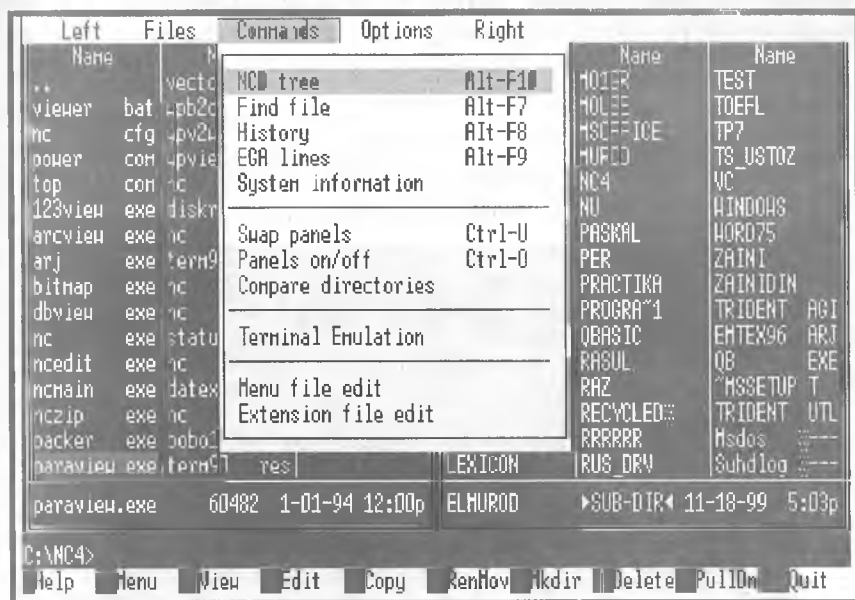 Left Files Commands Options Right
Name
Name Name
NCD tree Alt-F10
Find file Alt-F7
History Alt-F8
EGA lines Alt-F9
System information
Swap panels Ctrl-U
Panels on/off Ctrl-O
Compare directories
Terminal Emulation
Menu file edit
Extension file edit
..
viewer bat
nc cfg
power com
top com
123view exe
arcview exe
arj exe
bitmap exe
dbview exe
nc exe
ncedit exe
ncmain exe
nczip exe
packer exe
paraview exe
res
LEXICON
NC4
NU
PASKAL
PER
PRACTIKA
PROGRA~1
QBASIC
RASUL
RAZ
RECYCLED
RRRRRR
RUS_DRV
TEST
TOEFL
TP7
TS_USTOZ
VC
WINDOWS
WORD75
ZAINI
ZAINIDIN
TRIDENT AGI
EMTEX96 ARJ
QB EXE
~MSSETUP T
TRIDENT UTL
Msdos ---
Suhdlog ---
paraview.exe 60482 1-01-94 12:00p
ELMUROD ►SUB-DIR◄ 11-18-99 5:03p
C:\NC4>
Help Menu View Edit Copy RenMov Mkdir Delete PullDn Quit